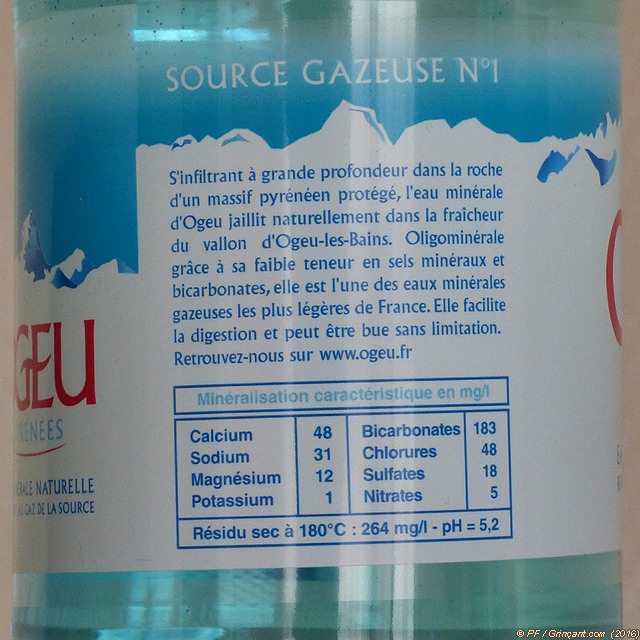 SOURCE GAZEUSE N°1
S'infiltrant à grande profondeur dans la roche
d'un massif pyrénéen protégé, l'eau minérale
d'Ogeu jaillit naturellement dans la fraîcheur
du vallon d'Ogeu-les-Bains. Oligominérale
grâce à sa faible teneur en sels minéraux et
bicarbonates, elle est l'une des eaux minérales
gazeuses les plus légères de France. Elle facilite
la digestion et peut être bue sans limitation.
Retrouvez-nous sur www.ogeu.fr
Minéralisation caractéristique en mg/l
Calcium 48 Bicarbonates 183
Sodium 31 Chlorures 48
Magnésium 12 Sulfates 18
Potassium 1 Nitrates 5
Résidu sec à 180°C : 264 mg/l - pH = 5,2
GEU
RÉNÉES
RALE NATURELLE
AU GAZ DE LA SOURCE
© PF / Grinçant.com (2016)